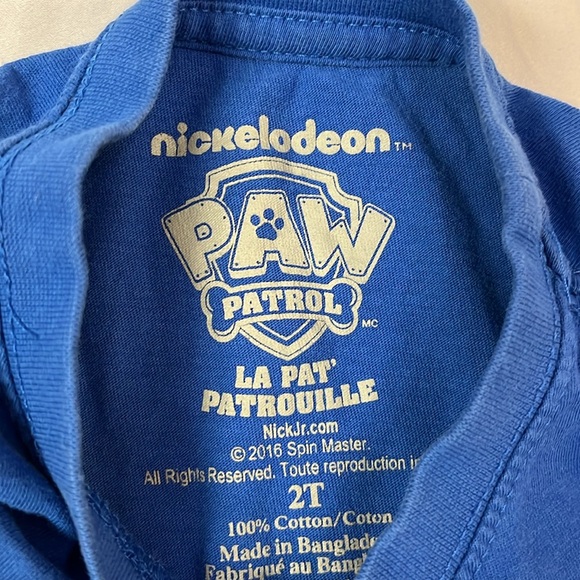 nickelodeon™
PAW
PATROL
MC
LA PAT'
PATROUILLE
NickJr.com
© 2016 Spin Master.
All Rights Reserved. Toute reproduction
2T
100% Cotton/Coton
Made in
Fabriqué au